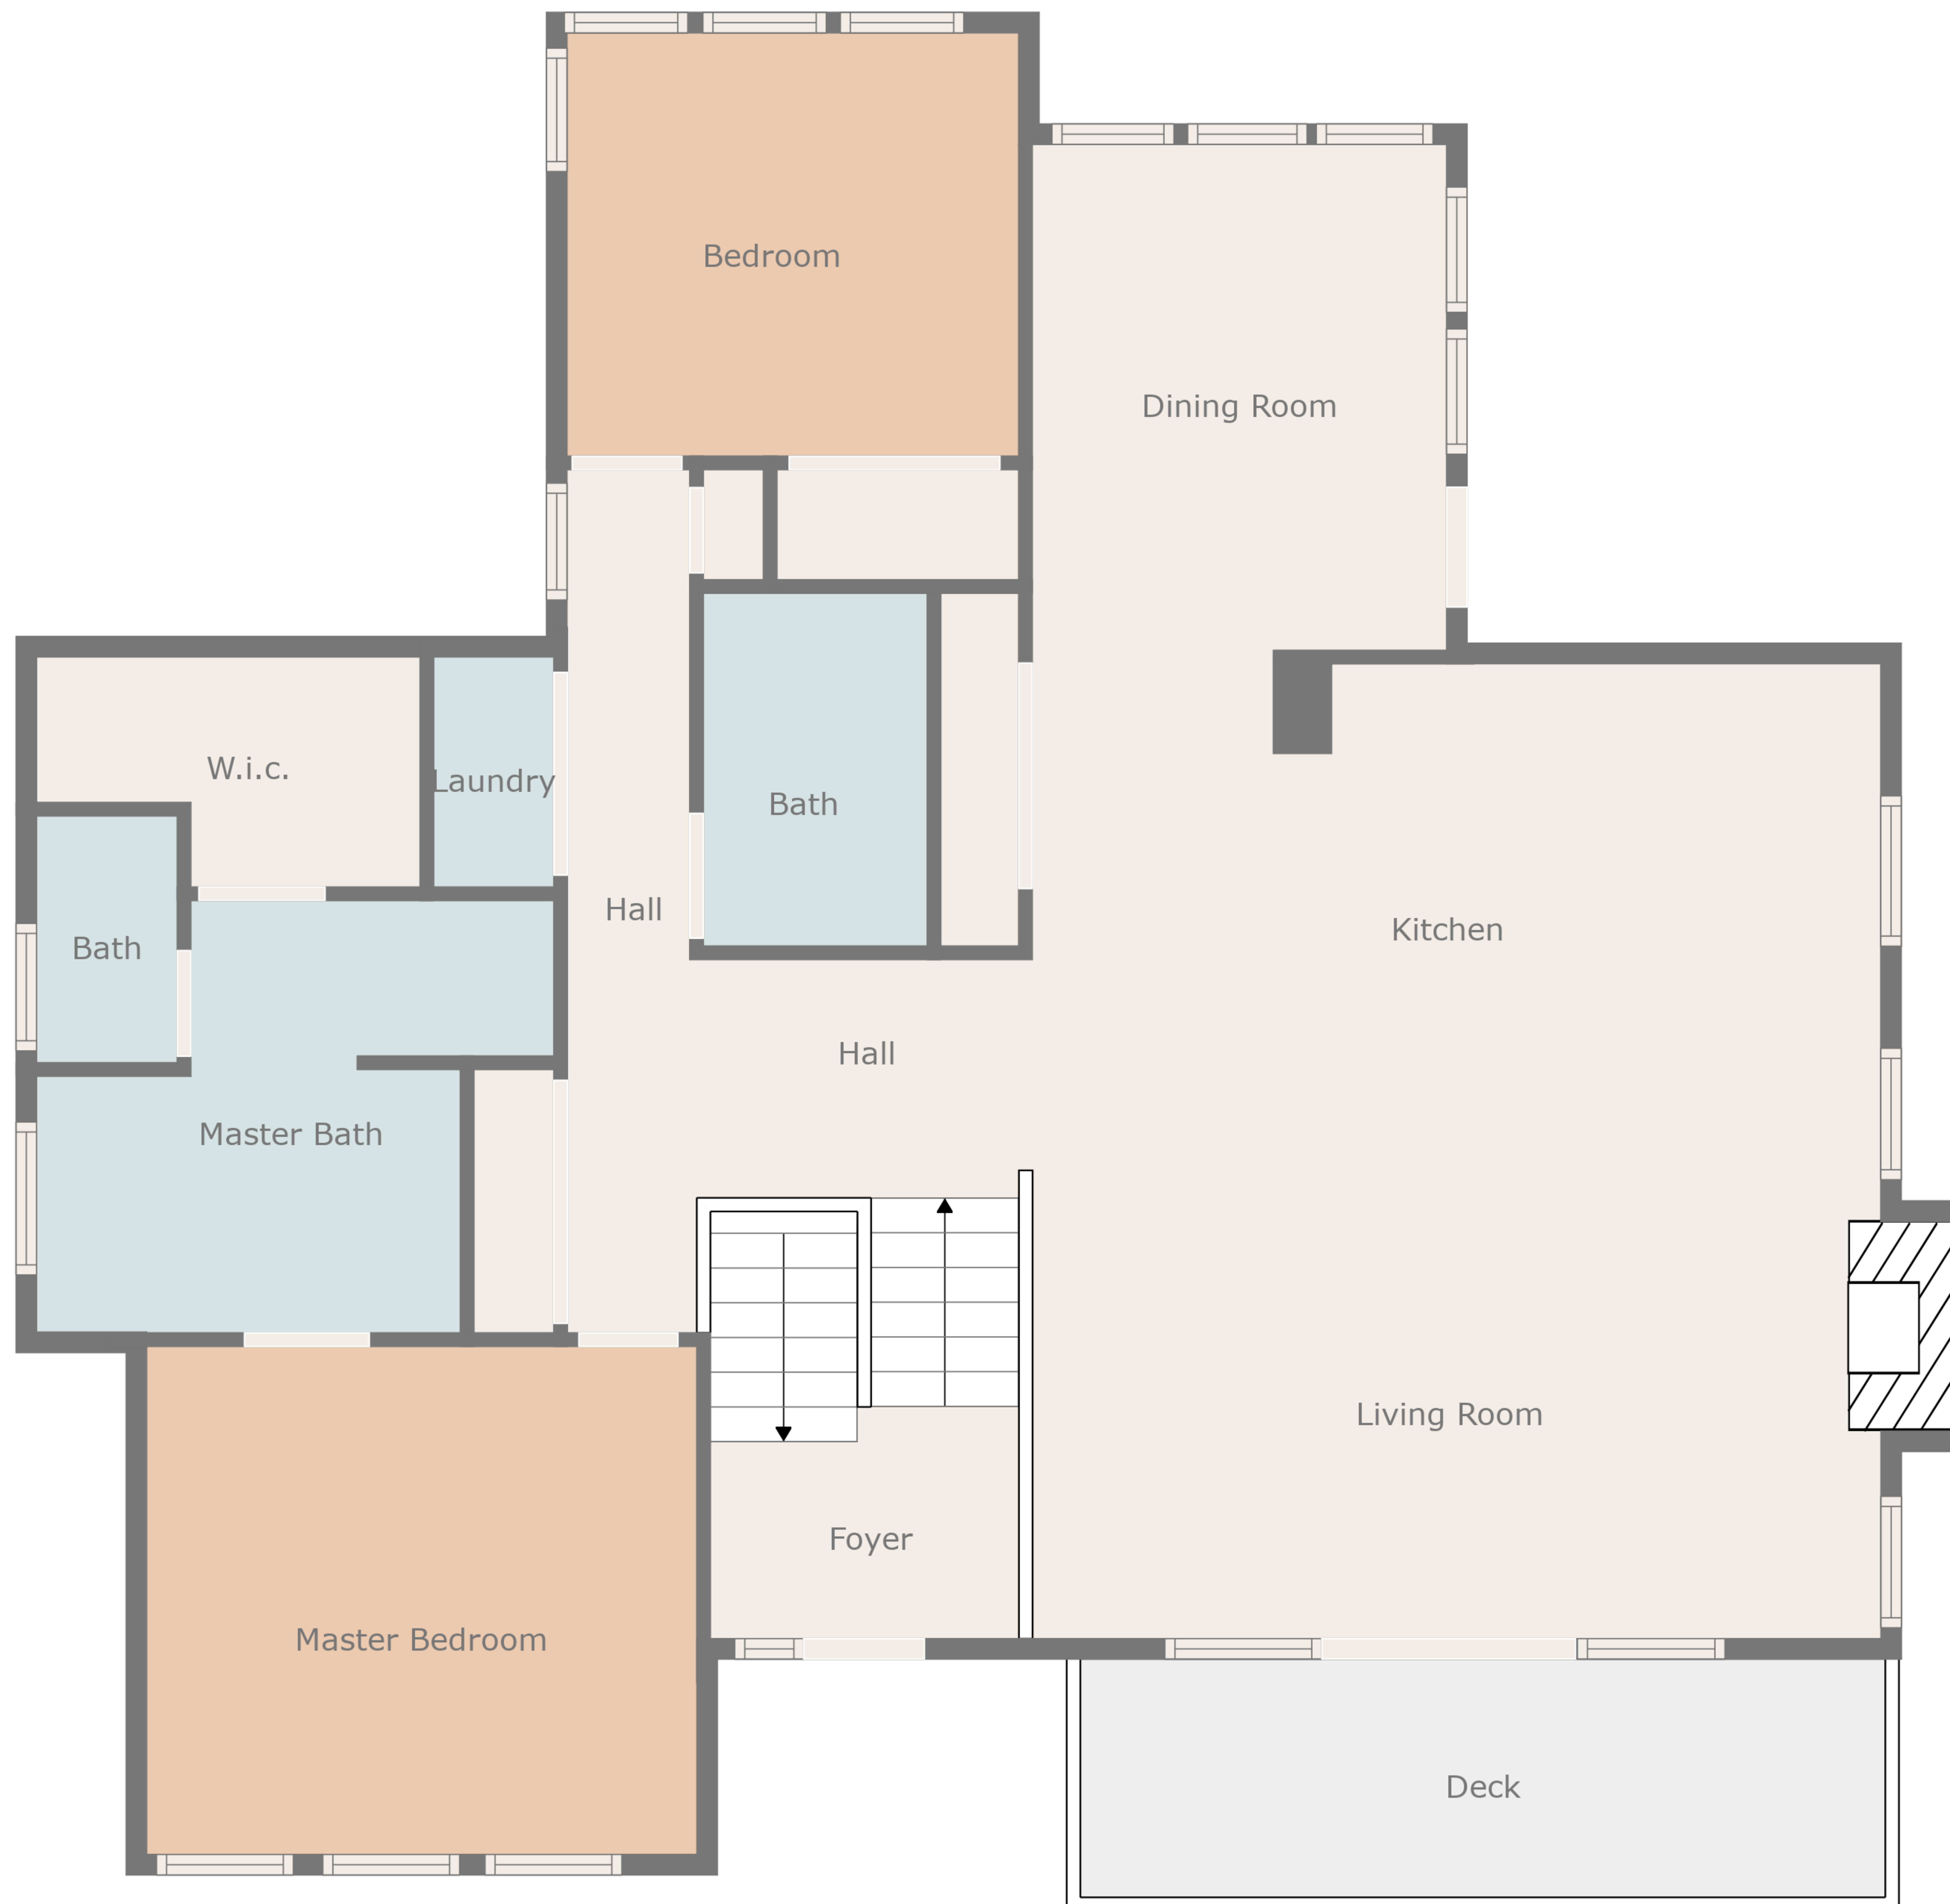 Bedroom
Dining Room
W.i.c.
Laundry
Bath
Hall
Kitchen
Bath
Hall
Master Bath
Living Room
Foyer
Master Bedroom
Deck